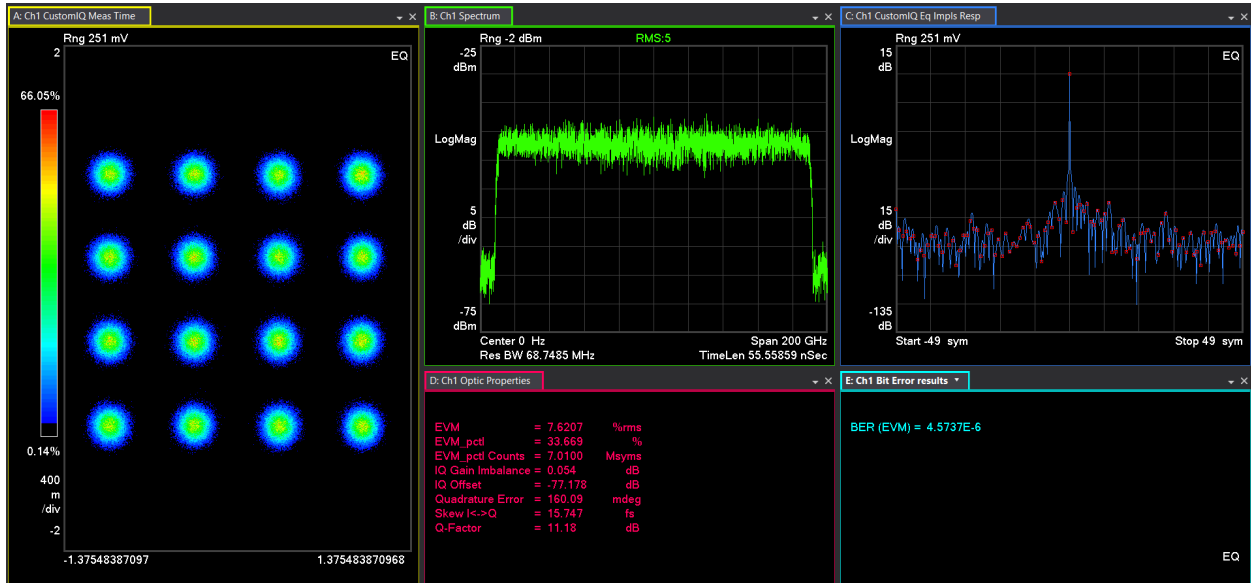 A: Ch1 CustomIQ Meas Time
Rng 251 mV
2
EQ
66.05%
0.14%
400
m
/div
-2
-1.37548387097
1.375483870968
B: Ch1 Spectrum
Rng -2 dBm
RMS:5
-25
dBm
LogMag
5
dB
/div
-75
dBm
Center 0 Hz
Span 200 GHz
Res BW 68.7485 MHz
TimeLen 55.55859 nSec
C: Ch1 CustomIQ Eq Impls Resp
Rng 251 mV
15
dB
EQ
LogMag
15
dB
/div
-135
dB
Start -49 sym
Stop 49 sym
D: Ch1 Optic Properties
EVM = 7.6207 %rms
EVM_pctl = 33.669 %
EVM_pctl Counts = 7.0100 Msyms
IQ Gain Imbalance = 0.054 dB
IQ Offset = -77.178 dB
Quadrature Error = 160.09 mdeg
Skew I<->Q = 15.747 fs
Q-Factor = 11.18 dB
E: Ch1 Bit Error results
BER (EVM) = 4.5737E-6
EQ